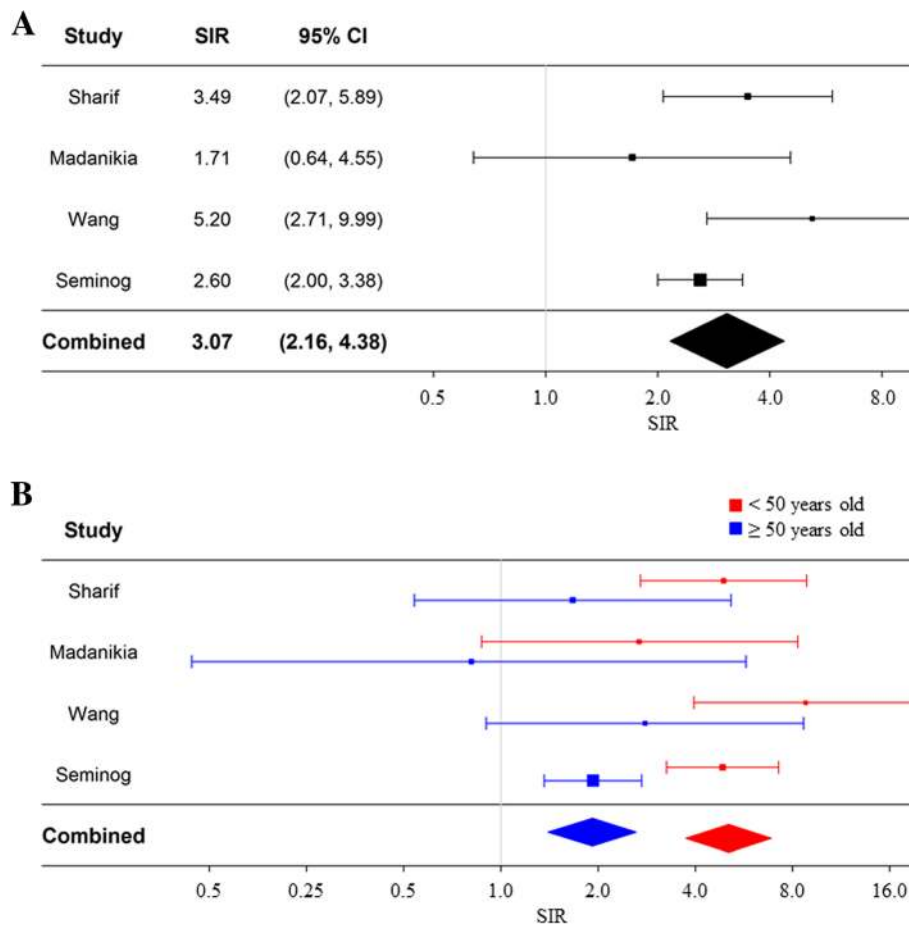 A
Study SIR 95% CI
Sharif 3.49 (2.07, 5.89)
Madanikia 1.71 (0.64, 4.55)
Wang 5.20 (2.71, 9.99)
Seminog 2.60 (2.00, 3.38)
Combined 3.07 (2.16, 4.38)
0.5 1.0 2.0 4.0 8.0
SIR
B
< 50 years old
≥ 50 years old
Study
Sharif
Madanikia
Wang
Seminog
Combined
0.5 0.25 0.5 1.0 2.0 4.0 8.0 16.0
SIR